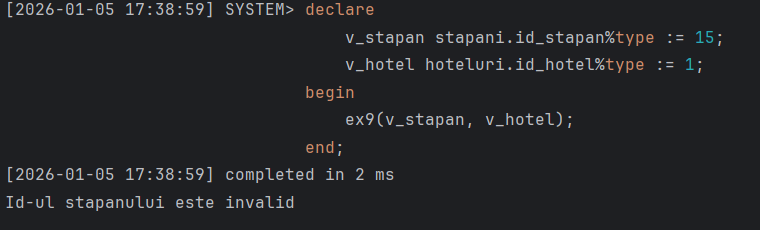 [2026-01-05 17:38:59] SYSTEM> declare
v_stapan stapani.id_stapan%type := 15;
v_hotel hoteluri.id_hotel%type := 1;
begin
ex9(v_stapan, v_hotel);
end;
[2026-01-05 17:38:59] completed in 2 ms
Id-ul stapanului este invalid